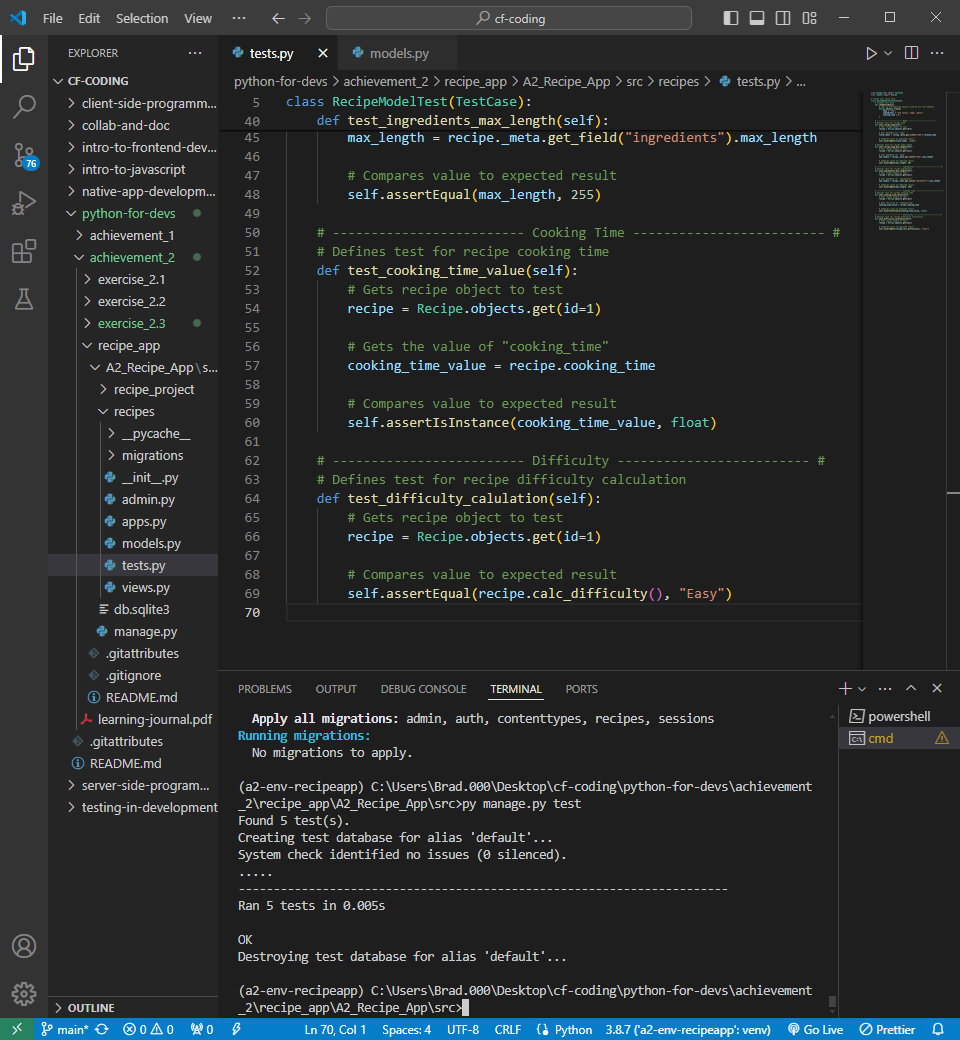 File Edit Selection View ··· cf-coding
EXPLORER ···
CF-CODING
client-side-programm...
collab-and-doc
intro-to-frontend-dev...
intro-to-javascript
native-app-developm...
python-for-devs
achievement_1
achievement_2
exercise_2.1
exercise_2.2
exercise_2.3
recipe_app
A2_Recipe_App\s...
recipe_project
recipes
__pycache__
migrations
__init__.py
admin.py
apps.py
models.py
tests.py
views.py
db.sqlite3
manage.py
.gitattributes
.gitignore
README.md
learning-journal.pdf
.gitattributes
README.md
server-side-program...
testing-in-development
OUTLINE
76
tests.py models.py
python-for-devs > achievement_2 > recipe_app > A2_Recipe_App > src > recipes > tests.py > ...
5 class RecipeModelTest(TestCase):
40 def test_ingredients_max_length(self):
45 max_length = recipe._meta.get_field("ingredients").max_length
46
47 # Compares value to expected result
48 self.assertEqual(max_length, 255)
49
50 # ------------------------- Cooking Time ------------------------- #
51 # Defines test for recipe cooking time
52 def test_cooking_time_value(self):
53 # Gets recipe object to test
54 recipe = Recipe.objects.get(id=1)
55
56 # Gets the value of "cooking_time"
57 cooking_time_value = recipe.cooking_time
58
59 # Compares value to expected result
60 self.assertIsInstance(cooking_time_value, float)
61
62 # ------------------------- Difficulty ------------------------- #
63 # Defines test for recipe difficulty calculation
64 def test_difficulty_calulation(self):
65 # Gets recipe object to test
66 recipe = Recipe.objects.get(id=1)
67
68 # Compares value to expected result
69 self.assertEqual(recipe.calc_difficulty(), "Easy")
70
PROBLEMS OUTPUT DEBUG CONSOLE TERMINAL PORTS
powershell
cmd
Apply all migrations: admin, auth, contenttypes, recipes, sessions
Running migrations:
No migrations to apply.
(a2-env-recipeapp) C:\Users\Brad.000\Desktop\cf-coding\python-for-devs\achievement
_2\recipe_app\A2_Recipe_App\src>py manage.py test
Found 5 test(s).
Creating test database for alias 'default'...
System check identified no issues (0 silenced).
.....
----------------------------------------------------------------------
Ran 5 tests in 0.005s
OK
Destroying test database for alias 'default'...
(a2-env-recipeapp) C:\Users\Brad.000\Desktop\cf-coding\python-for-devs\achievement
_2\recipe_app\A2_Recipe_App\src>
main* 0 0 0 Ln 70, Col 1 Spaces: 4 UTF-8 CRLF Python 3.8.7 ('a2-env-recipeapp': venv) Go Live Prettier